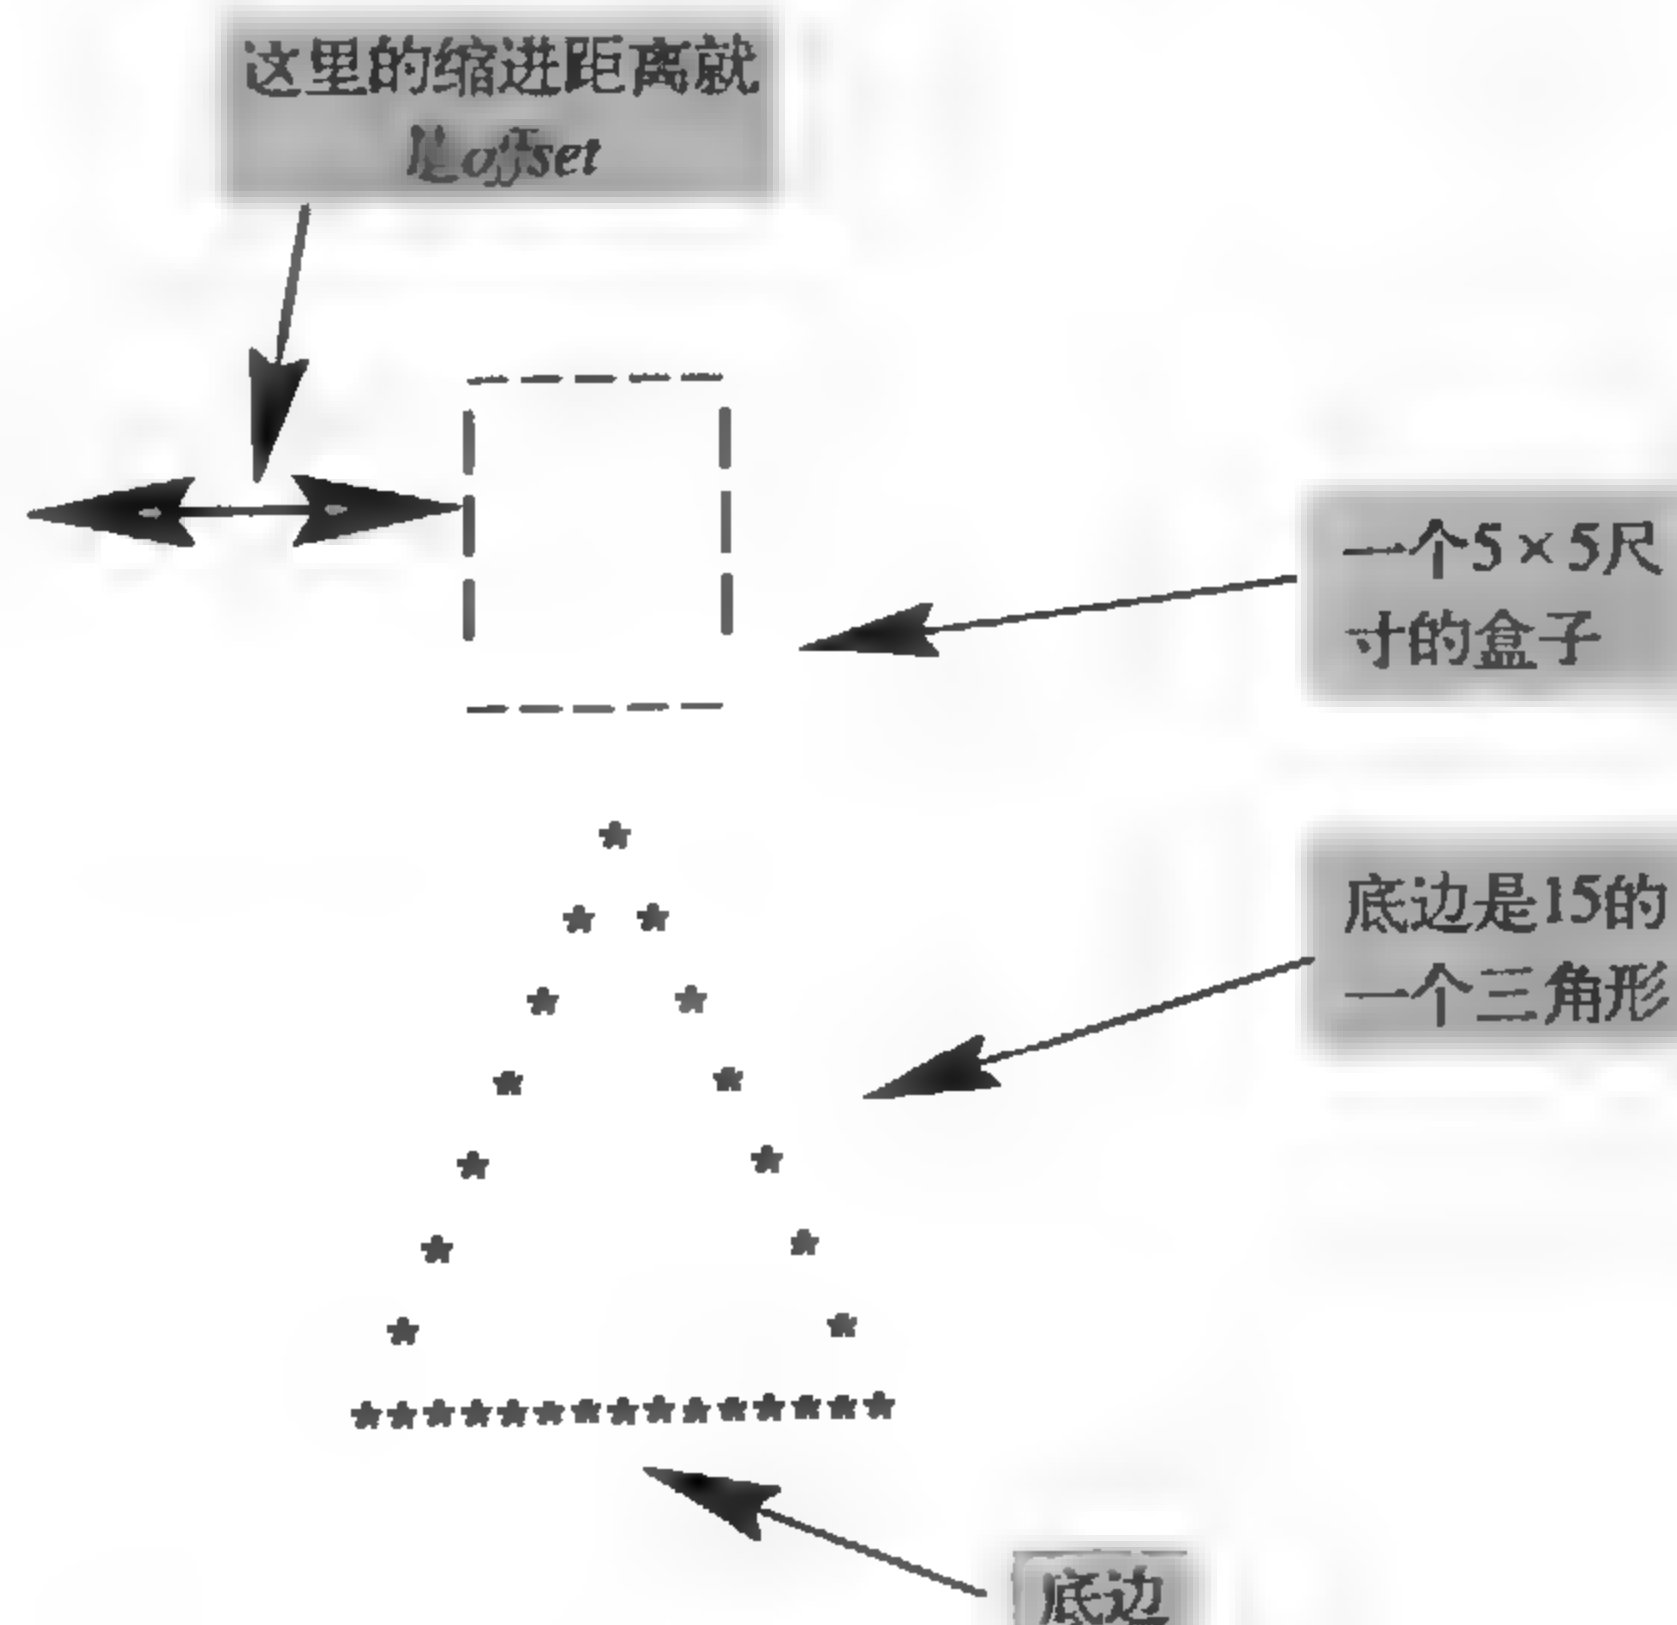 这里的缩进距离就
是offset
一个5×5尺
寸的盒子
底边是15的
一个三角形
底边